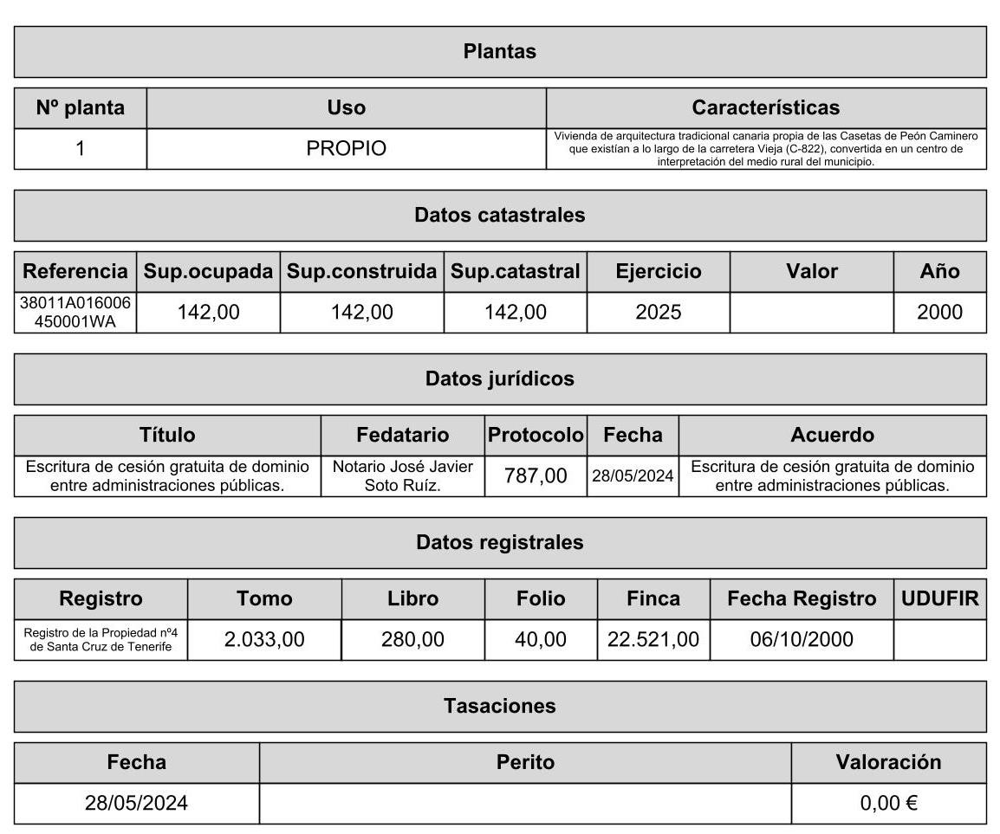 Plantas
Nº planta Uso Características
1 PROPIO Vivienda de arquitectura tradicional canaria propia de las Casetas de Peón Caminero
que existían a lo largo de la carretera Vieja (C-822), convertida en un centro de
interpretación del medio rural del municipio.
Datos catastrales
Referencia Sup.ocupada Sup.construida Sup.catastral Ejercicio Valor Año
38011A016006
450001WA 142,00 142,00 142,00 2025 2000
Datos jurídicos
Título Fedatario Protocolo Fecha Acuerdo
Escritura de cesión gratuita de dominio
entre administraciones públicas. Notario José Javier
Soto Ruíz. 787,00 28/05/2024 Escritura de cesión gratuita de dominio
entre administraciones públicas.
Datos registrales
Registro Tomo Libro Folio Finca Fecha Registro UDUFIR
Registro de la Propiedad nº4
de Santa Cruz de Tenerife 2.033,00 280,00 40,00 22.521,00 06/10/2000
Tasaciones
Fecha Perito Valoración
28/05/2024 0,00 €